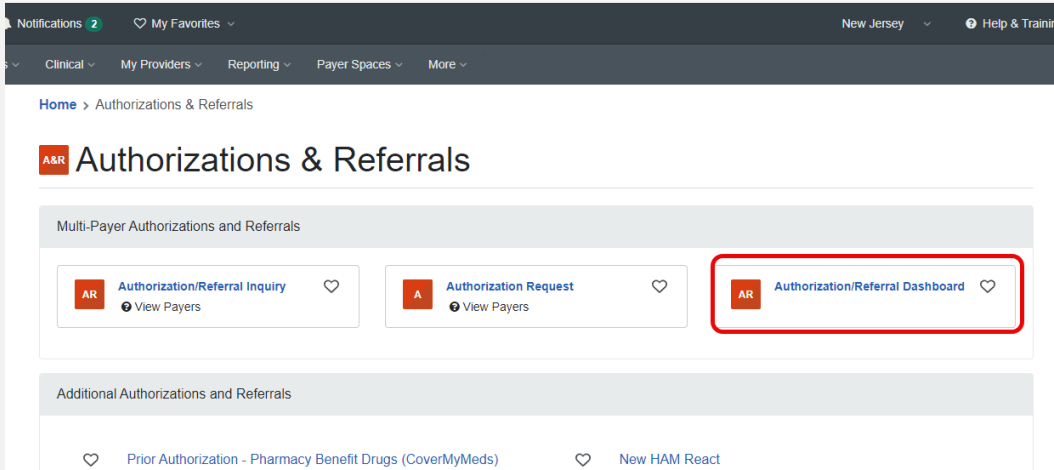 Notifications 2 My Favorites New Jersey Help &
Clinical My Providers Reporting Payer Spaces More
Home > Authorizations & Referrals
A&R Authorizations & Referrals
Multi-Payer Authorizations and Referrals
AR Authorization/Referral Inquiry
View Payers
A Authorization Request
View Payers
AR Authorization/Referral Dashboard
Additional Authorizations and Referrals
Prior Authorization - Pharmacy Benefit Drugs (CoverMyMeds) New HAM React